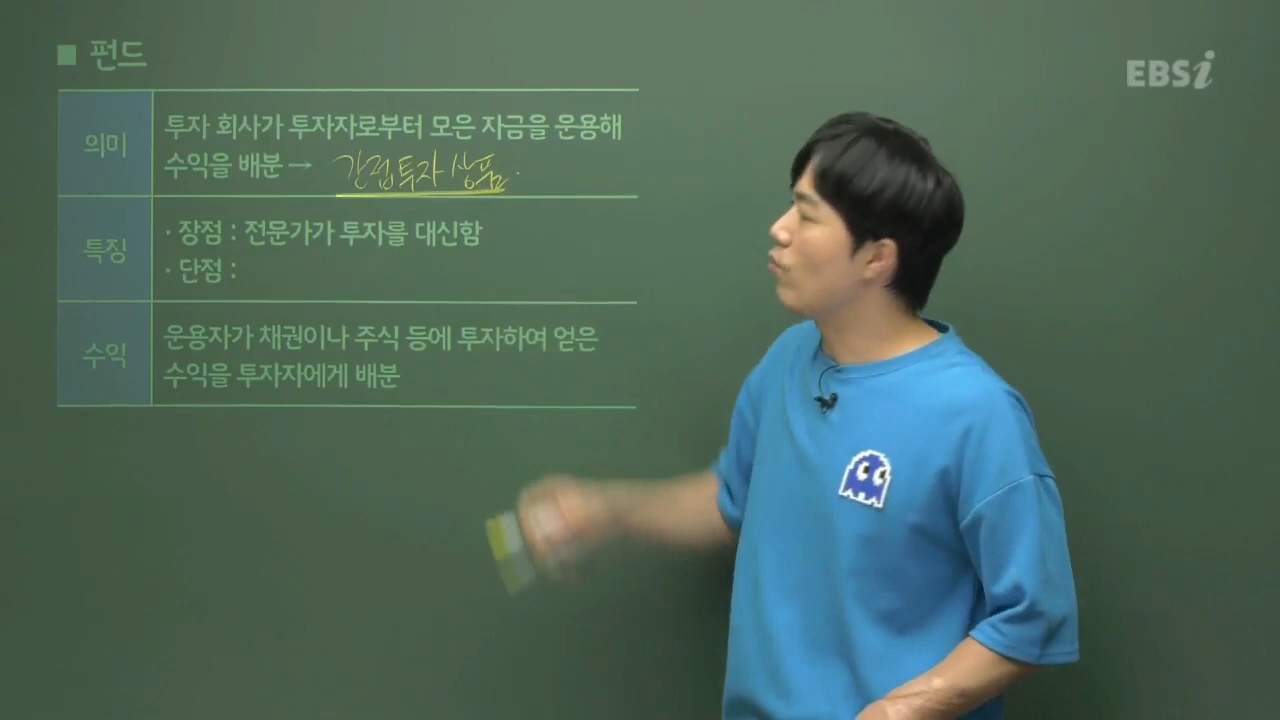 ■ 펀드
EBSi
의미
투자 회사가 투자자로부터 모은 자금을 운용해
수익을 배분 → 간접투자 상품.
특징
· 장점 : 전문가가 투자를 대신함
· 단점 :
수익
운용자가 채권이나 주식 등에 투자하여 얻은
수익을 투자자에게 배분